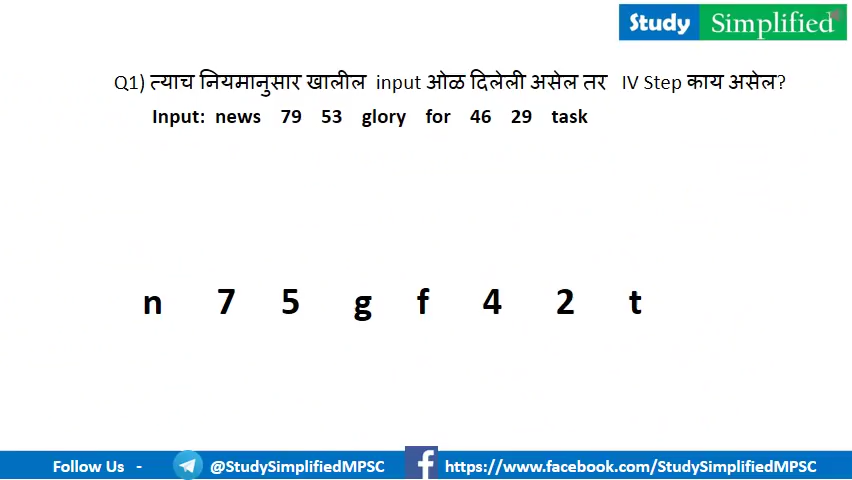 Study Simplified
Q1) त्याच नियमानुसार खालील input ओळ दिलेली असेल तर IV Step काय असेल?
Input: news 79 53 glory for 46 29 task
n 7 5 g f 4 2 t
Follow Us - @StudySimplifiedMPSC https://www.facebook.com/StudySimplifiedMPSC